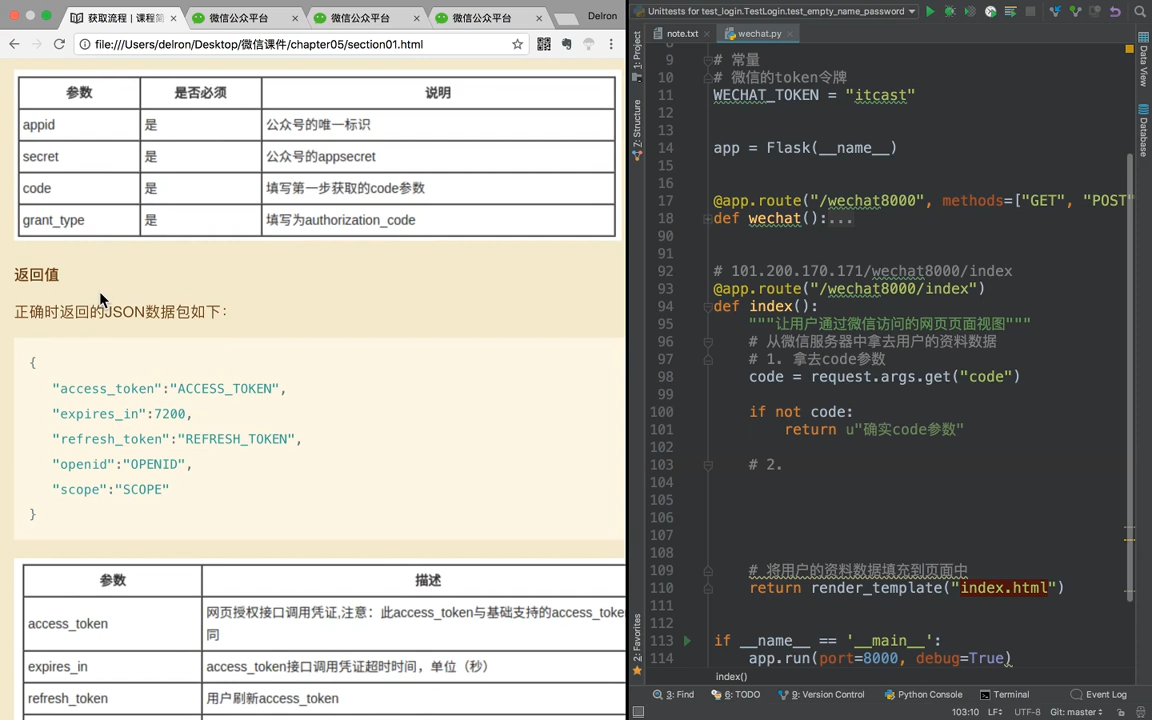 获取流程 | 课程简
微信公众平台
微信公众平台
微信公众平台
Delron
file:///Users/delron/Desktop/微信课件/chapter05/section01.html
参数 是否必须 说明
appid 是 公众号的唯一标识
secret 是 公众号的appsecret
code 是 填写第一步获取的code参数
grant_type 是 填写为authorization_code
返回值
正确时返回的JSON数据包如下：
{
"access_token":"ACCESS_TOKEN",
"expires_in":7200,
"refresh_token":"REFRESH_TOKEN",
"openid":"OPENID",
"scope":"SCOPE"
}
参数 描述
access_token 网页授权接口调用凭证,注意：此access_token与基础支持的access_toke
同
expires_in access_token接口调用凭证超时时间，单位（秒）
refresh_token 用户刷新access_token
Unittests for test_login.TestLogin.test_empty_name_password
note.txt wechat.py
1: Project
7: Structure
2: Favorites
Data View
Database
8
9 # 常量
10 # 微信的token令牌
11 WECHAT_TOKEN = "itcast"
12
13
14 app = Flask(__name__)
15
16
17 @app.route("/wechat8000", methods=["GET", "POST"
18 def wechat():...
90
91
92 # 101.200.170.171/wechat8000/index
93 @app.route("/wechat8000/index")
94 def index():
95 """让用户通过微信访问的网页页面视图"""
96 # 从微信服务器中拿去用户的资料数据
97 # 1. 拿去code参数
98 code = request.args.get("code")
99
100 if not code:
101 return u"确实code参数"
102
103 # 2.
104
105
106
107
108
109 # 将用户的资料数据填充到页面中
110 return render_template("index.html")
111
112
113 if __name__ == '__main__':
114 app.run(port=8000, debug=True)
index()
3: Find 6: TODO 9: Version Control Python Console Terminal Event Log
103:10 LF÷ UTF-8 Git: master÷